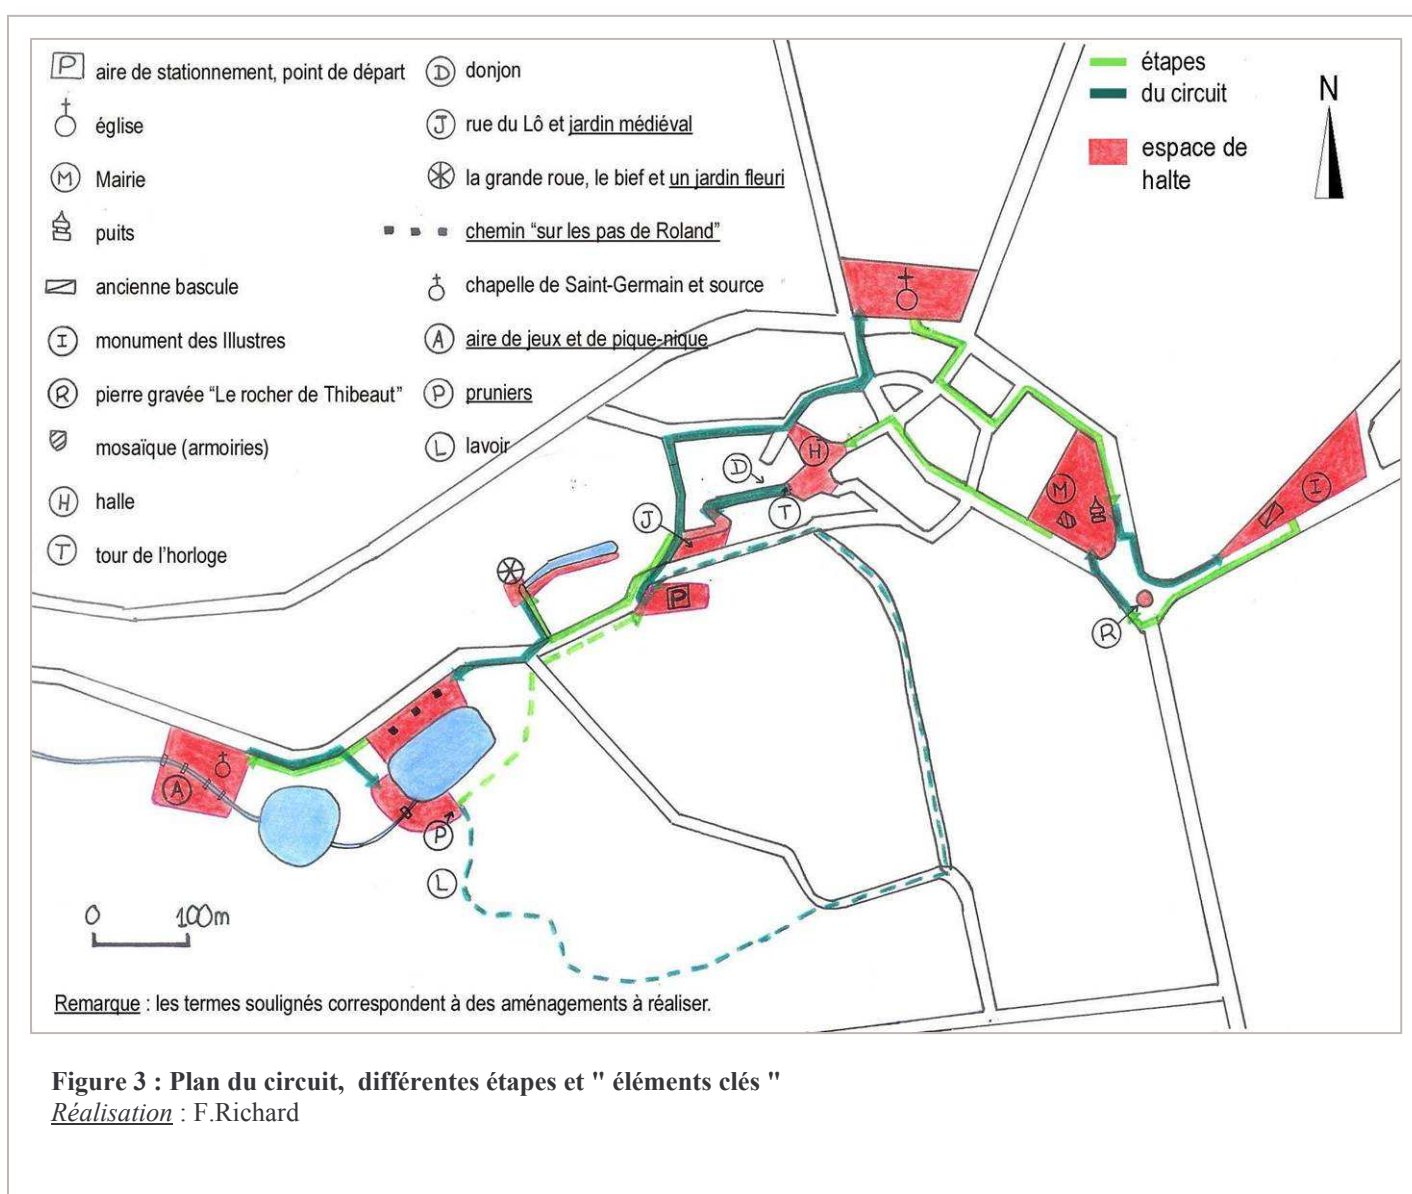 P aire de stationnement, point de départ
église
M Mairie
puits
ancienne bascule
I monument des Illustres
R pierre gravée “Le rocher de Thibeaut”
mosaïque (armoiries)
H halle
T tour de l'horloge
D donjon
J rue du Lô et jardin médiéval
la grande roue, le bief et un jardin fleuri
chemin “sur les pas de Roland”
chapelle de Saint-Germain et source
A aire de jeux et de pique-nique
P pruniers
L lavoir
étapes
du circuit
espace de
halte
N
H
D
T
J
P
M
I
R
A
P
L
0 100m
Remarque : les termes soulignés correspondent à des aménagements à réaliser.
Figure 3 : Plan du circuit, différentes étapes et " éléments clés "
Réalisation : F.Richard